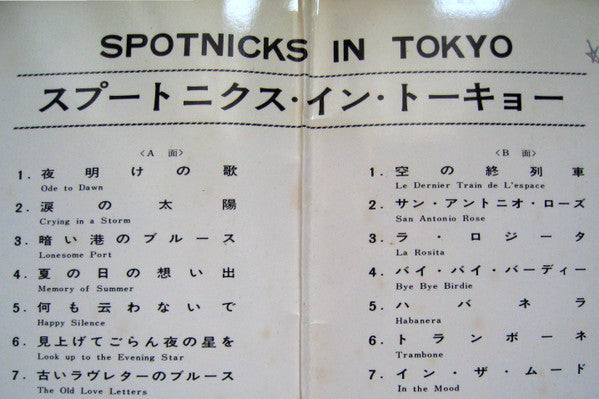 SPOTNICKS IN TOKYO
スプートニクス・イン・トーキョー
〈A 面〉
1. 夜明けの歌
Ode to Dawn
2. 涙の太陽
Crying in a Storm
3. 暗い港のブルース
Lonesome Port
4. 夏の日の想い出
Memory of Summer
5. 何も云わないで
Happy Silence
6. 見上げてごらん夜の星を
Look up to the Evening Star
7. 古いラヴレターのブルース
The Old Love Letters
〈B 面〉
1. 空の終列車
Le Dernier Train de L'espace
2. サン・アントニオ・ローズ
San Antonio Rose
3. ラ・ロジータ
La Rosita
4. バイ・バイ・バーディー
Bye Bye Birdie
5. ハバネラ
Habanera
6. トランボーネ
Trambone
7. イン・ザ・ムード
In the Mood